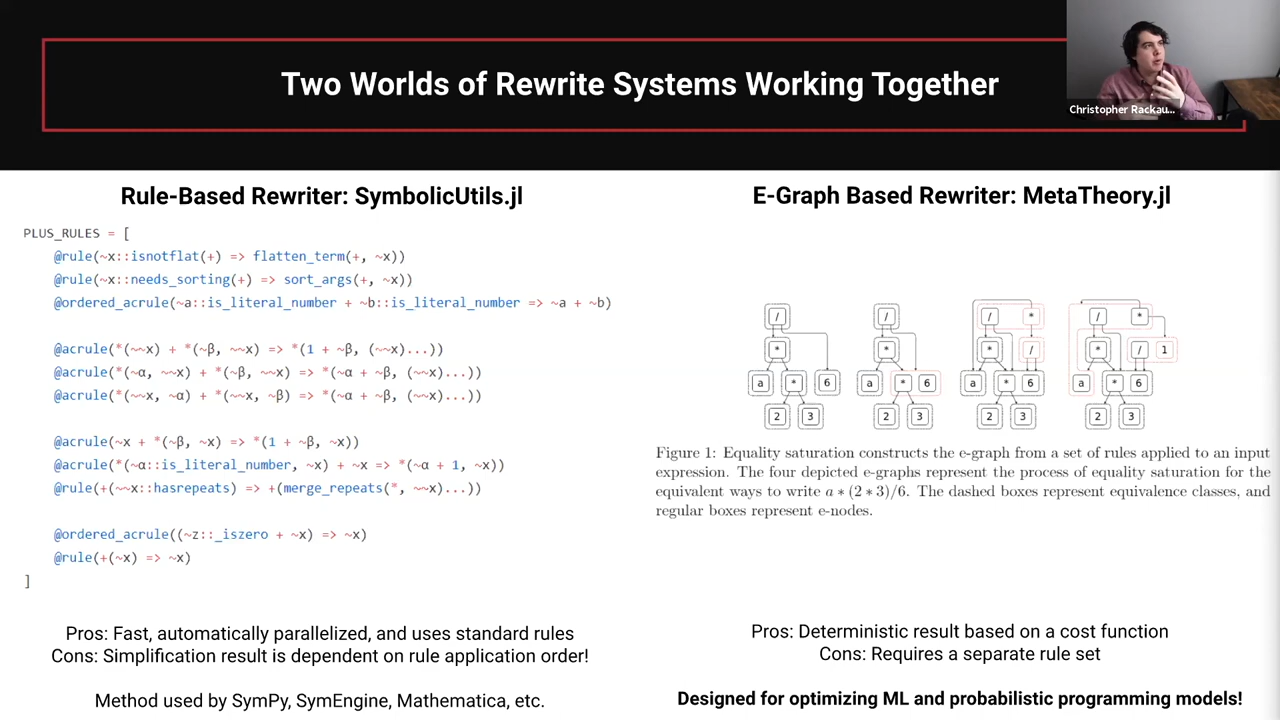 Two Worlds of Rewrite Systems Working Together
Christopher Rackau...
Rule-Based Rewriter: SymbolicUtils.jl
PLUS_RULES = [
@rule(~x::isnotflat(+) => flatten_term(+, ~x))
@rule(~x::needs_sorting(+) => sort_args(+, ~x))
@ordered_acrule(~a::is_literal_number + ~b::is_literal_number => ~a + ~b)
@acrule(*(~~x) + *(~β, ~~x) => *(1 + ~β, (~~x)...))
@acrule(*(~α, ~~x) + *(~β, ~~x) => *(~α + ~β, (~~x)...))
@acrule(*(~~x, ~α) + *(~~x, ~β) => *(~α + ~β, (~~x)...))
@acrule(~x + *(~β, ~x) => *(1 + ~β, ~x))
@acrule(*(~α::is_literal_number, ~x) + ~x => *(~α + 1, ~x))
@rule(+(~~x::hasrepeats) => +(merge_repeats(*, ~~x)...))
@ordered_acrule((~z::_iszero + ~x) => ~x)
@rule(+(~x) => ~x)
]
Pros: Fast, automatically parallelized, and uses standard rules
Cons: Simplification result is dependent on rule application order!
Method used by SymPy, SymEngine, Mathematica, etc.
E-Graph Based Rewriter: MetaTheory.jl
/ / / * / *
* * * / * / 1
a * 6 a * 6 a * 6 a * 6
2 3 2 3 2 3 2 3
Figure 1: Equality saturation constructs the e-graph from a set of rules applied to an input
expression. The four depicted e-graphs represent the process of equality saturation for the
equivalent ways to write a * (2 * 3)/6. The dashed boxes represent equivalence classes, and
regular boxes represent e-nodes.
Pros: Deterministic result based on a cost function
Cons: Requires a separate rule set
Designed for optimizing ML and probabilistic programming models!